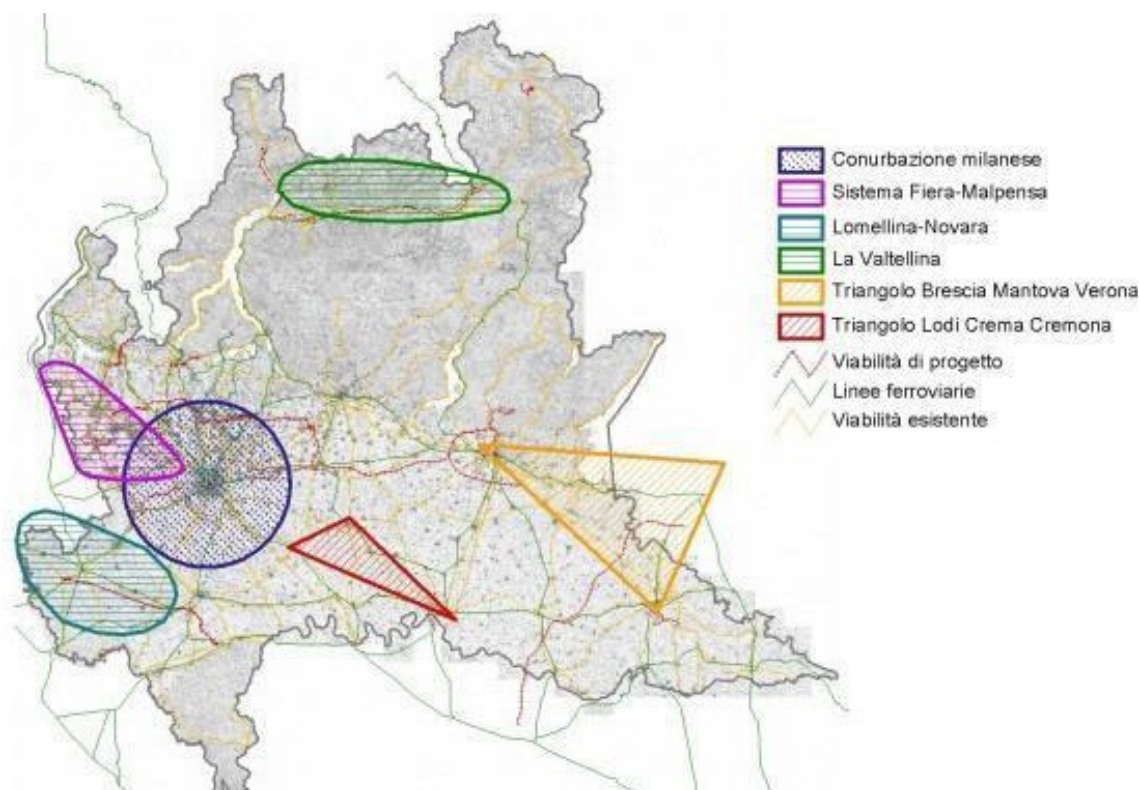 Conurbazione milanese
Sistema Fiera-Malpensa
Lomellina-Novara
La Valtellina
Triangolo Brescia Mantova Verona
Triangolo Lodi Crema Cremona
Viabilità di progetto
Linee ferroviarie
Viabilità esistente